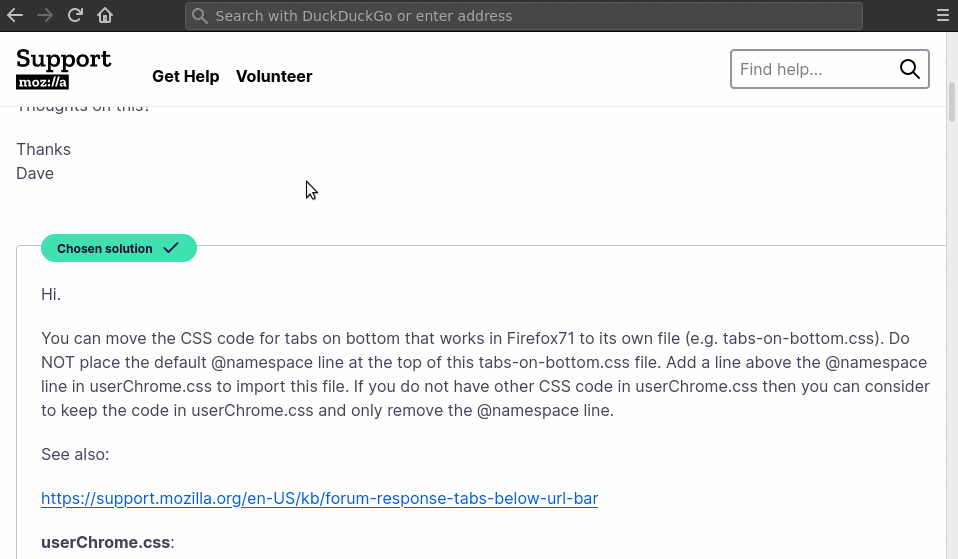 Search with DuckDuckGo or enter address
Support
moz://a
Get Help Volunteer
Find help...
Thoughts on this?
Thanks
Dave
Chosen solution
Hi.
You can move the CSS code for tabs on bottom that works in Firefox71 to its own file (e.g. tabs-on-bottom.css). Do
NOT place the default @namespace line at the top of this tabs-on-bottom.css file. Add a line above the @namespace
line in userChrome.css to import this file. If you do not have other CSS code in userChrome.css then you can consider
to keep the code in userChrome.css and only remove the @namespace line.
See also:
https://support.mozilla.org/en-US/kb/forum-response-tabs-below-url-bar
userChrome.css: